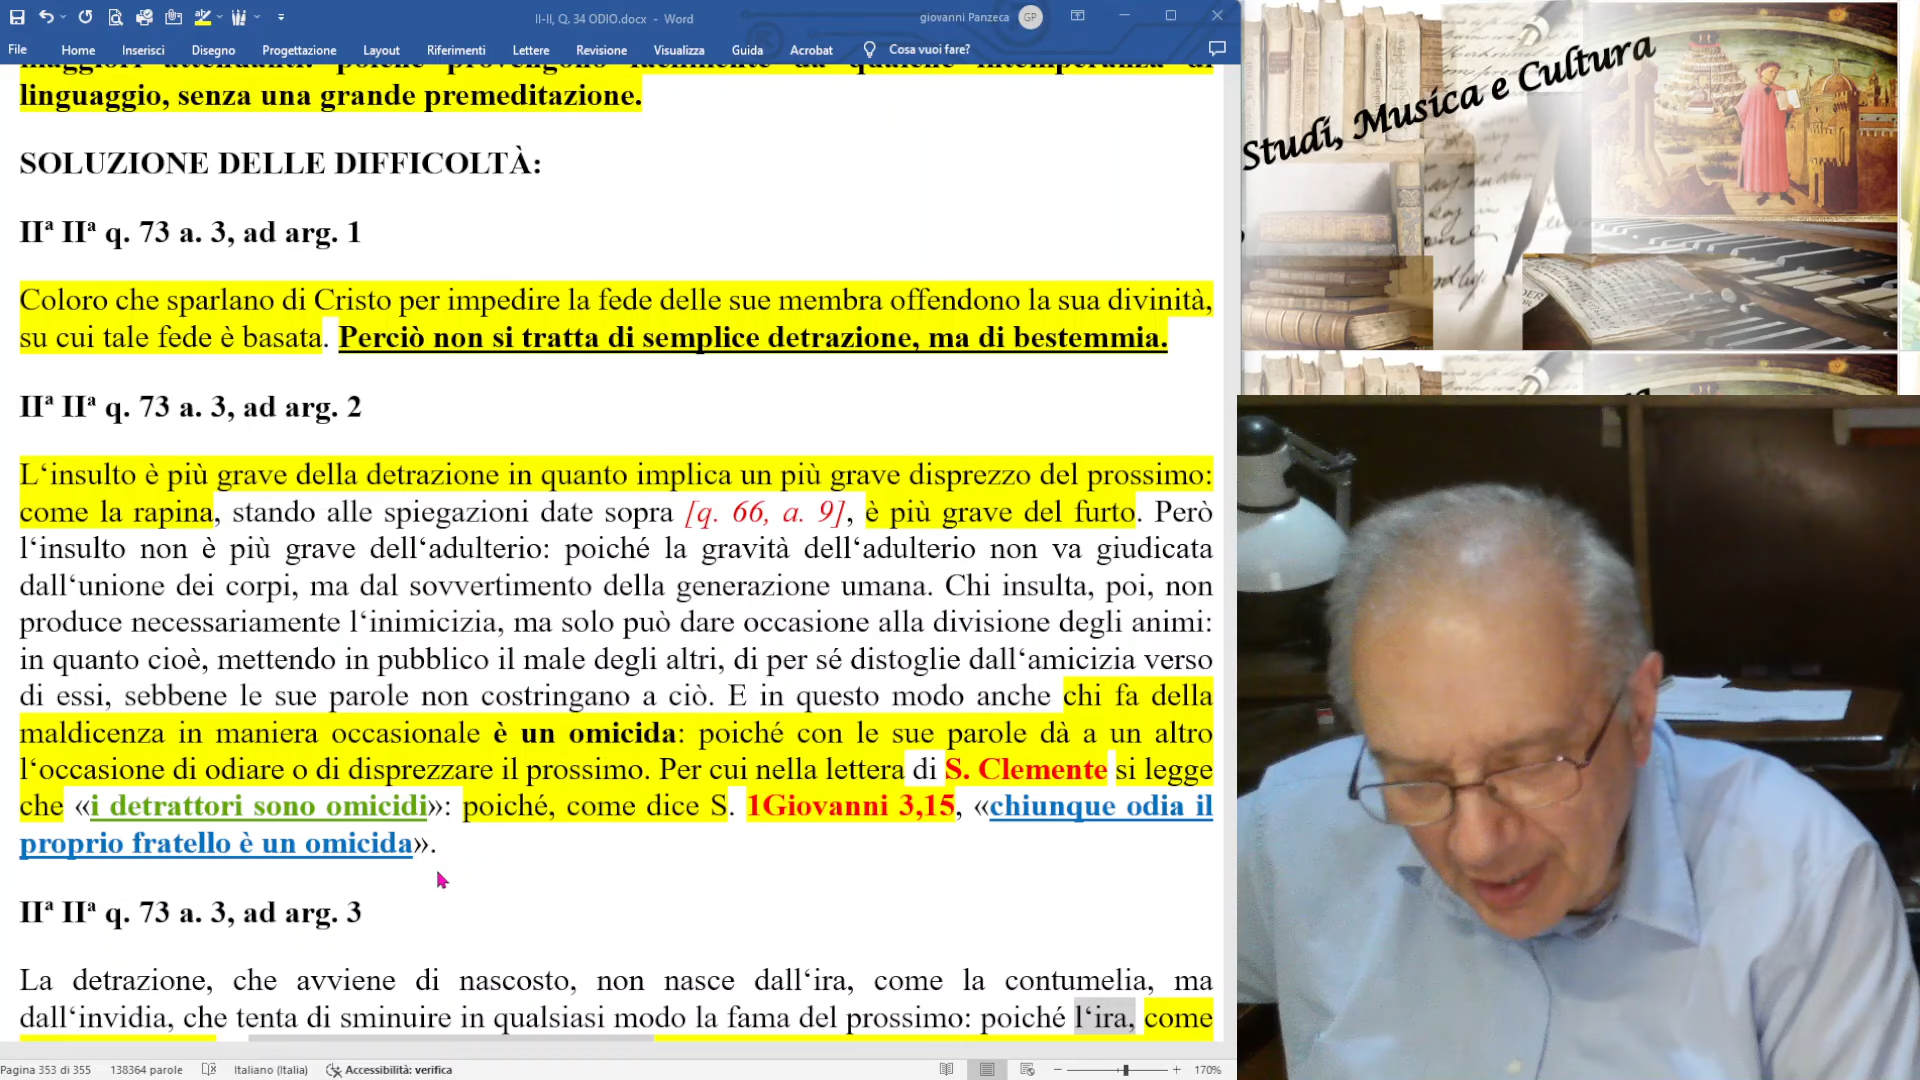 II-II, Q. 34 ODIO.docx - Word
giovanni Panzeca
GP
File Home Inserisci Disegno Progettazione Layout Riferimenti Lettere Revisione Visualizza Guida Acrobat Cosa vuoi fare?
maggiori attenuanti: poiché provengono facilmente da qualche intemperanza di
linguaggio, senza una grande premeditazione.
SOLUZIONE DELLE DIFFICOLTÀ:
IIª IIª q. 73 a. 3, ad arg. 1
Coloro che sparlano di Cristo per impedire la fede delle sue membra offendono la sua divinità,
su cui tale fede è basata. Perciò non si tratta di semplice detrazione, ma di bestemmia.
IIª IIª q. 73 a. 3, ad arg. 2
L‘insulto è più grave della detrazione in quanto implica un più grave disprezzo del prossimo:
come la rapina, stando alle spiegazioni date sopra [q. 66, a. 9], è più grave del furto. Però
l‘insulto non è più grave dell‘adulterio: poiché la gravità dell‘adulterio non va giudicata
dall‘unione dei corpi, ma dal sovvertimento della generazione umana. Chi insulta, poi, non
produce necessariamente l‘inimicizia, ma solo può dare occasione alla divisione degli animi:
in quanto cioè, mettendo in pubblico il male degli altri, di per sé distoglie dall‘amicizia verso
di essi, sebbene le sue parole non costringano a ciò. E in questo modo anche chi fa della
maldicenza in maniera occasionale è un omicida: poiché con le sue parole dà a un altro
l‘occasione di odiare o di disprezzare il prossimo. Per cui nella lettera di S. Clemente si legge
che «i detrattori sono omicidi»: poiché, come dice S. 1Giovanni 3,15, «chiunque odia il
proprio fratello è un omicida».
IIª IIª q. 73 a. 3, ad arg. 3
La detrazione, che avviene di nascosto, non nasce dall‘ira, come la contumelia, ma
dall‘invidia, che tenta di sminuire in qualsiasi modo la fama del prossimo: poiché l‘ira, come
Pagina 353 di 355 138364 parole Italiano (Italia) Accessibilità: verifica 170%
Studi, Musica e Cultura